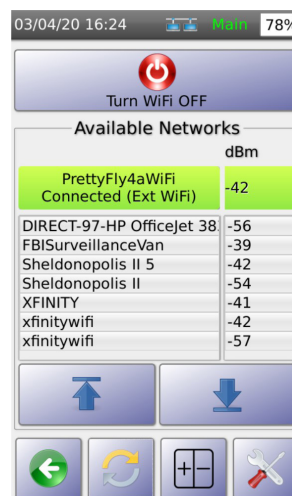 03/04/20 16:24 Main 78%
Turn WiFi OFF
Available Networks
dBm
PrettyFly4aWiFi
Connected (Ext WiFi) -42
DIRECT-97-HP OfficeJet 38 -56
FBISurveillanceVan -39
Sheldonopolis II 5 -42
Sheldonopolis II -54
XFINITY -41
xfinitywifi -42
xfinitywifi -57